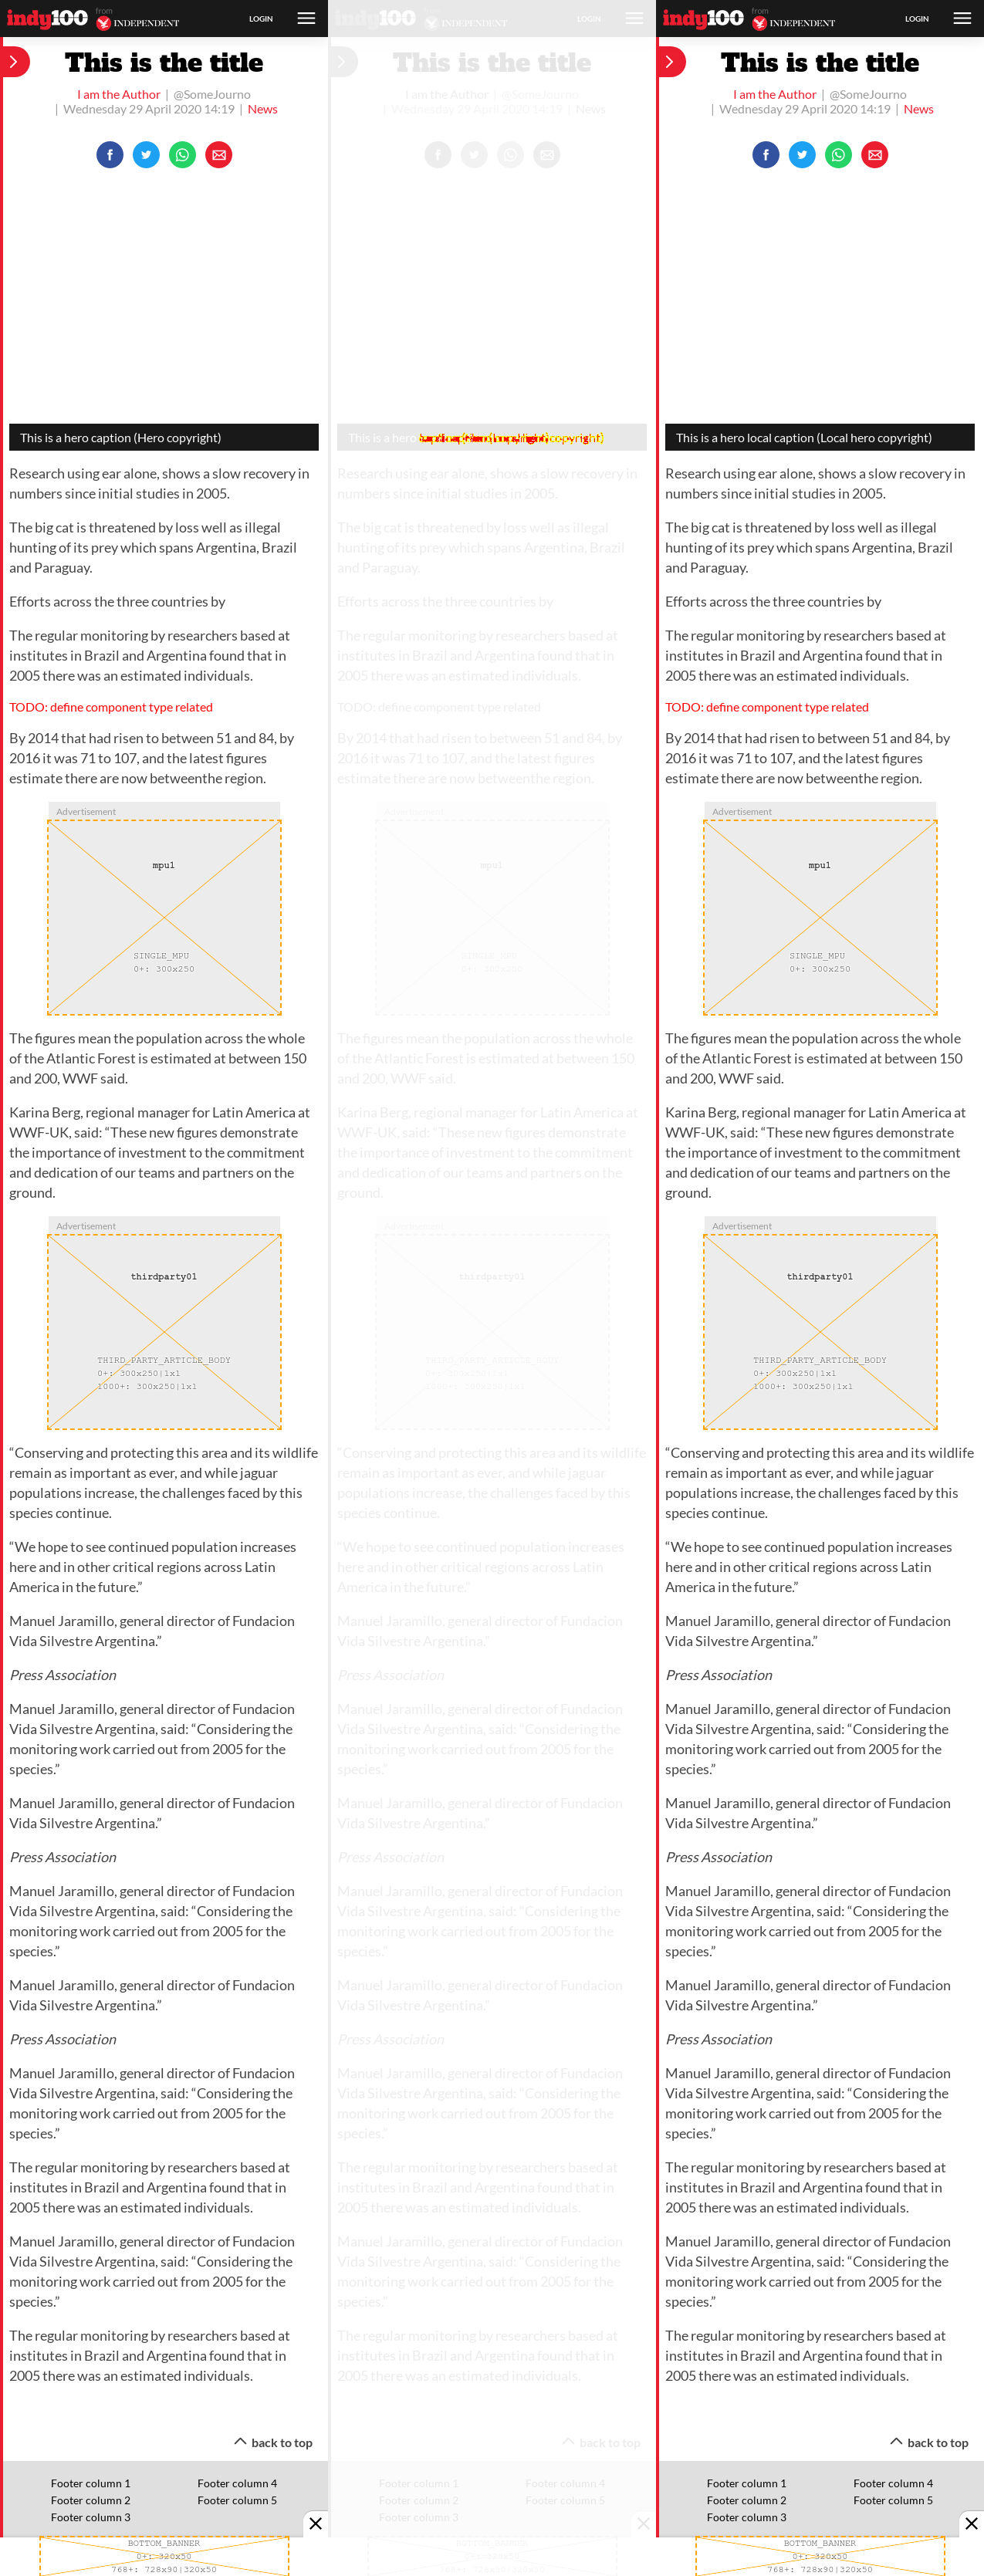 indy100 from INDEPENDENT LOGIN
This is the title
I am the Author | @SomeJourno
| Wednesday 29 April 2020 14:19 | News
This is a hero caption (Hero copyright)
Research using ear alone, shows a slow recovery in
numbers since initial studies in 2005.
The big cat is threatened by loss well as illegal
hunting of its prey which spans Argentina, Brazil
and Paraguay.
Efforts across the three countries by
The regular monitoring by researchers based at
institutes in Brazil and Argentina found that in
2005 there was an estimated individuals.
TODO: define component type related
By 2014 that had risen to between 51 and 84, by
2016 it was 71 to 107, and the latest figures
estimate there are now betweenthe region.
Advertisement
mpu1
SINGLE_MPU
0+: 300x250
The figures mean the population across the whole
of the Atlantic Forest is estimated at between 150
and 200, WWF said.
Karina Berg, regional manager for Latin America at
WWF-UK, said: “These new figures demonstrate
the importance of investment to the commitment
and dedication of our teams and partners on the
ground.
Advertisement
thirdparty01
THIRD_PARTY_ARTICLE_BODY
0+: 300x250|1x1
1000+: 300x250|1x1
“Conserving and protecting this area and its wildlife
remain as important as ever, and while jaguar
populations increase, the challenges faced by this
species continue.
“We hope to see continued population increases
here and in other critical regions across Latin
America in the future.”
Manuel Jaramillo, general director of Fundacion
Vida Silvestre Argentina.”
Press Association
Manuel Jaramillo, general director of Fundacion
Vida Silvestre Argentina, said: “Considering the
monitoring work carried out from 2005 for the
species.”
Manuel Jaramillo, general director of Fundacion
Vida Silvestre Argentina.”
Press Association
Manuel Jaramillo, general director of Fundacion
Vida Silvestre Argentina, said: “Considering the
monitoring work carried out from 2005 for the
species.”
Manuel Jaramillo, general director of Fundacion
Vida Silvestre Argentina.”
Press Association
Manuel Jaramillo, general director of Fundacion
Vida Silvestre Argentina, said: “Considering the
monitoring work carried out from 2005 for the
species.”
The regular monitoring by researchers based at
institutes in Brazil and Argentina found that in
2005 there was an estimated individuals.
Manuel Jaramillo, general director of Fundacion
Vida Silvestre Argentina, said: “Considering the
monitoring work carried out from 2005 for the
species.”
The regular monitoring by researchers based at
institutes in Brazil and Argentina found that in
2005 there was an estimated individuals.
back to top
Footer column 1
Footer column 2
Footer column 3
Footer column 4
Footer column 5
BOTTOM_BANNER
0+: 320x50
768+: 728x90|320x50
indy100 from INDEPENDENT LOGIN
This is the title
I am the Author | @SomeJourno
| Wednesday 29 April 2020 14:19 | News
This is a hero
Research using ear alone, shows a slow recovery in
numbers since initial studies in 2005.
The big cat is threatened by loss well as illegal
hunting of its prey which spans Argentina, Brazil
and Paraguay.
Efforts across the three countries by
The regular monitoring by researchers based at
institutes in Brazil and Argentina found that in
2005 there was an estimated individuals.
TODO: define component type related
By 2014 that had risen to between 51 and 84, by
2016 it was 71 to 107, and the latest figures
estimate there are now betweenthe region.
Advertisement
mpu1
SINGLE_MPU
0+: 300x250
The figures mean the population across the whole
of the Atlantic Forest is estimated at between 150
and 200, WWF said.
Karina Berg, regional manager for Latin America at
WWF-UK, said: “These new figures demonstrate
the importance of investment to the commitment
and dedication of our teams and partners on the
ground.
Advertisement
thirdparty01
“Conserving and protecting this area and its wildlife
remain as important as ever, and while jaguar
populations increase, the challenges faced by this
species continue.
“We hope to see continued population increases
here and in other critical regions across Latin
America in the future.”
Manuel Jaramillo, general director of Fundacion
Vida Silvestre Argentina.”
Press Association
Manuel Jaramillo, general director of Fundacion
Vida Silvestre Argentina, said: “Considering the
monitoring work carried out from 2005 for the
species.”
Manuel Jaramillo, general director of Fundacion
Vida Silvestre Argentina.”
Press Association
Manuel Jaramillo, general director of Fundacion
Vida Silvestre Argentina, said: “Considering the
monitoring work carried out from 2005 for the
species.”
Manuel Jaramillo, general director of Fundacion
Vida Silvestre Argentina.”
Press Association
Manuel Jaramillo, general director of Fundacion
Vida Silvestre Argentina, said: “Considering the
monitoring work carried out from 2005 for the
species.”
The regular monitoring by researchers based at
institutes in Brazil and Argentina found that in
2005 there was an estimated individuals.
Manuel Jaramillo, general director of Fundacion
Vida Silvestre Argentina, said: “Considering the
monitoring work carried out from 2005 for the
species.”
The regular monitoring by researchers based at
institutes in Brazil and Argentina found that in
2005 there was an estimated individuals.
back to top
Footer column 1
Footer column 2
Footer column 3
Footer column 4
Footer column 5
indy100 from INDEPENDENT LOGIN
This is the title
I am the Author | @SomeJourno
| Wednesday 29 April 2020 14:19 | News
This is a hero local caption (Local hero copyright)
Research using ear alone, shows a slow recovery in
numbers since initial studies in 2005.
The big cat is threatened by loss well as illegal
hunting of its prey which spans Argentina, Brazil
and Paraguay.
Efforts across the three countries by
The regular monitoring by researchers based at
institutes in Brazil and Argentina found that in
2005 there was an estimated individuals.
TODO: define component type related
By 2014 that had risen to between 51 and 84, by
2016 it was 71 to 107, and the latest figures
estimate there are now betweenthe region.
Advertisement
mpu1
SINGLE_MPU
0+: 300x250
The figures mean the population across the whole
of the Atlantic Forest is estimated at between 150
and 200, WWF said.
Karina Berg, regional manager for Latin America at
WWF-UK, said: “These new figures demonstrate
the importance of investment to the commitment
and dedication of our teams and partners on the
ground.
Advertisement
thirdparty01
THIRD_PARTY_ARTICLE_BODY
0+: 300x250|1x1
1000+: 300x250|1x1
“Conserving and protecting this area and its wildlife
remain as important as ever, and while jaguar
populations increase, the challenges faced by this
species continue.
“We hope to see continued population increases
here and in other critical regions across Latin
America in the future.”
Manuel Jaramillo, general director of Fundacion
Vida Silvestre Argentina.”
Press Association
Manuel Jaramillo, general director of Fundacion
Vida Silvestre Argentina, said: “Considering the
monitoring work carried out from 2005 for the
species.”
Manuel Jaramillo, general director of Fundacion
Vida Silvestre Argentina.”
Press Association
Manuel Jaramillo, general director of Fundacion
Vida Silvestre Argentina, said: “Considering the
monitoring work carried out from 2005 for the
species.”
Manuel Jaramillo, general director of Fundacion
Vida Silvestre Argentina.”
Press Association
Manuel Jaramillo, general director of Fundacion
Vida Silvestre Argentina, said: “Considering the
monitoring work carried out from 2005 for the
species.”
The regular monitoring by researchers based at
institutes in Brazil and Argentina found that in
2005 there was an estimated individuals.
Manuel Jaramillo, general director of Fundacion
Vida Silvestre Argentina, said: “Considering the
monitoring work carried out from 2005 for the
species.”
The regular monitoring by researchers based at
institutes in Brazil and Argentina found that in
2005 there was an estimated individuals.
back to top
Footer column 1
Footer column 2
Footer column 3
Footer column 4
Footer column 5
BOTTOM_BANNER
0+: 320x50
768+: 728x90|320x50